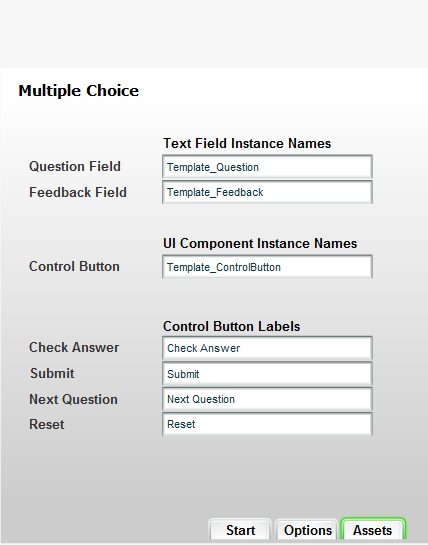 Multiple Choice
Text Field Instance Names
Question Field Template_Question
Feedback Field Template_Feedback
UI Component Instance Names
Control Button Template_ControlButton
Control Button Labels
Check Answer Check Answer
Submit Submit
Next Question Next Question
Reset Reset
Start Options Assets